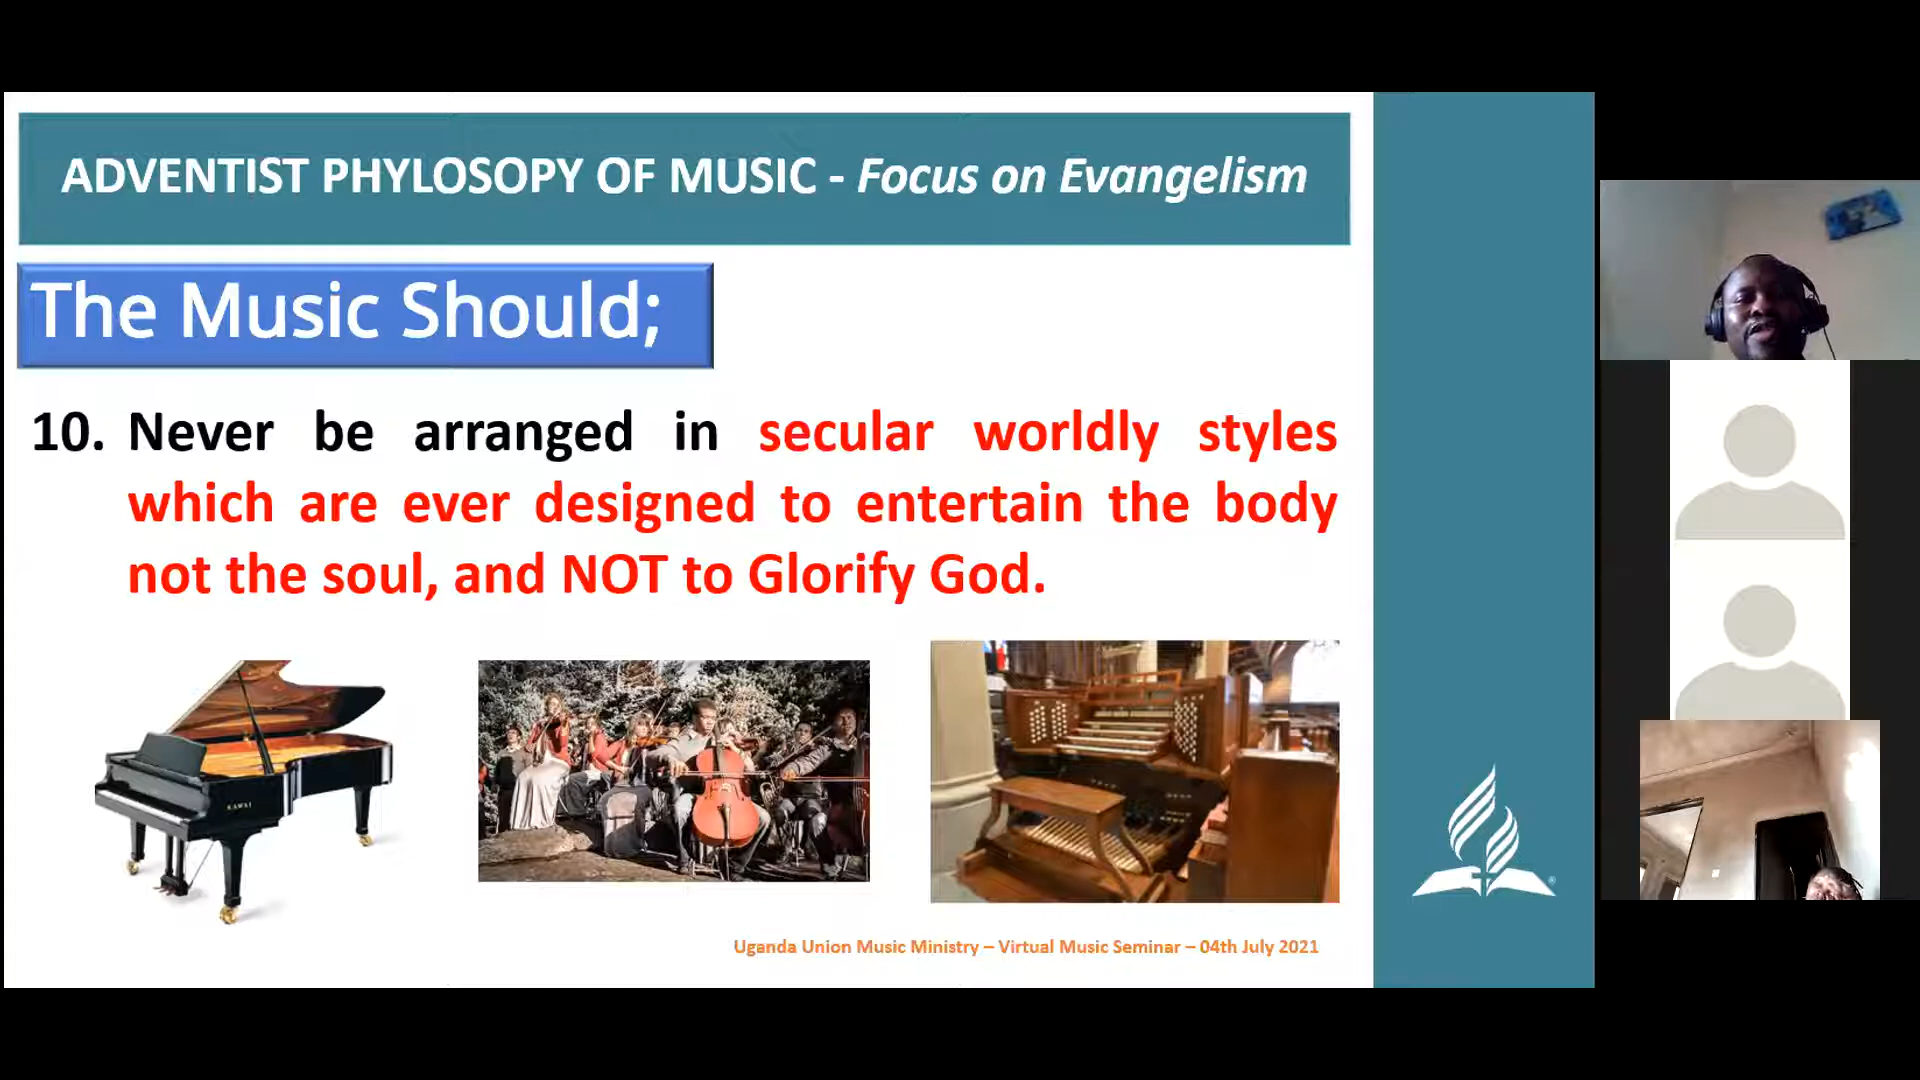 ADVENTIST PHYLOSOPY OF MUSIC - Focus on Evangelism
The Music Should;
10. Never be arranged in secular worldly styles
which are ever designed to entertain the body
not the soul, and NOT to Glorify God.
KAWAI
Uganda Union Music Ministry – Virtual Music Seminar – 04th July 2021